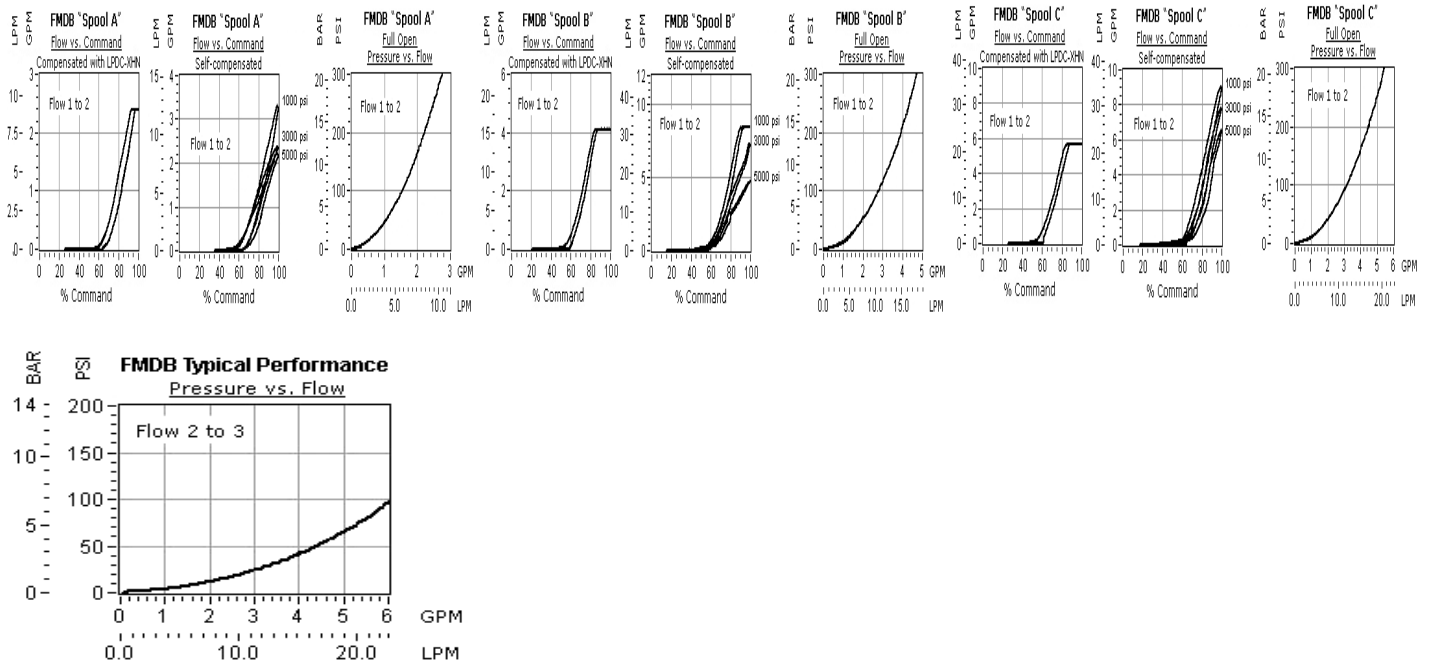 LPM
GPM
FMDB "Spool A"
Flow vs. Command
Compensated with LPDC-XHN
3
10-
Flow 1 to 2
7.5-
2
5-
1
2.5-
0-
0
0 20 40 60 80 100
% Command
LPM
GPM
FMDB "Spool A"
Flow vs. Command
Self-compensated
15-
4
1000 psi
3
10-
3000 psi
Flow 1 to 2
5000 psi
2
5-
1
0-
0
0 20 40 60 80 100
% Command
BAR
PSI
FMDB "Spool A"
Full Open
Pressure vs. Flow
20-
300
Flow 1 to 2
15-
200
10-
100
5-
0-
0
0 1 2 3 GPM
0.0 5.0 10.0 LPM
LPM
GPM
FMDB "Spool B"
Flow vs. Command
Compensated with LPDC-XHN
6
20-
Flow 1 to 2
15-
4
10-
2
5-
0-
0
0 20 40 60 80 100
% Command
LPM
GPM
FMDB "Spool B"
Flow vs. Command
Self-compensated
12
40-
10
1000 psi
Flow 1 to 2
30-
3000 psi
20-
5
5000 psi
10-
0-
0
0 20 40 60 80 100
% Command
BAR
PSI
FMDB "Spool B"
Full Open
Pressure vs. Flow
20-
300
Flow 1 to 2
15-
200
10-
100
5-
0-
0
0 1 2 3 4 5 GPM
0.0 5.0 10.0 15.0 LPM
LPM
GPM
FMDB "Spool C"
Flow vs. Command
Compensated with LPDC-XHN
40-
10
30-
8
Flow 1 to 2
6
20-
4
10-
2
0-
0
0 20 40 60 80 100
% Command
LPM
GPM
FMDB "Spool C"
Flow vs. Command
Self-compensated
40-
10
1000 psi
30-
8
3000 psi
Flow 1 to 2
5000 psi
6
20-
4
10-
2
0-
0
0 20 40 60 80 100
% Command
BAR
PSI
FMDB "Spool C"
Full Open
Pressure vs. Flow
20-
300
Flow 1 to 2
15-
200
10-
100
5-
0-
0
0 1 2 3 4 5 6 GPM
0.0 10.0 20.0 LPM
BAR
PSI
FMDB Typical Performance
Pressure vs. Flow
14-
200
Flow 2 to 3
150
10-
100
5-
50
0-
0
0 1 2 3 4 5 6 GPM
0.0 10.0 20.0 LPM